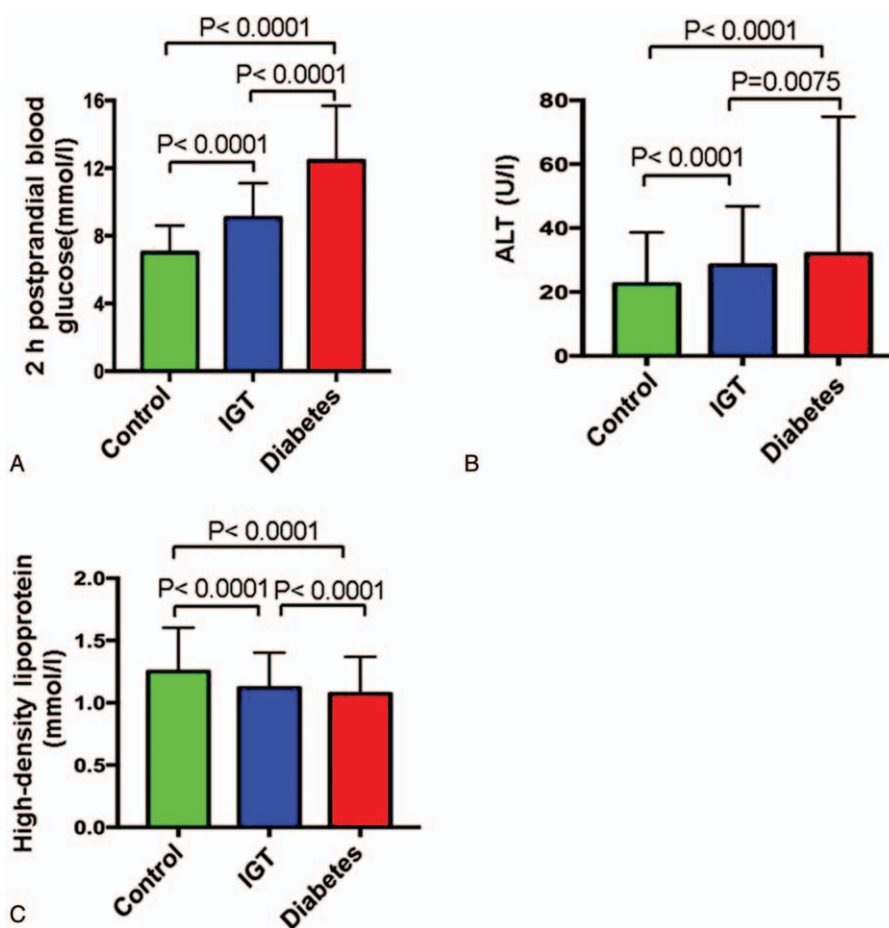 P< 0.0001
P< 0.0001
P< 0.0001
16
12
8
4
0
2 h postprandial blood
glucose(mmol/l)
Control
IGT
Diabetes
A
P< 0.0001
P=0.0075
P< 0.0001
80
60
40
20
0
ALT (U/l)
Control
IGT
Diabetes
B
P< 0.0001
P< 0.0001 P< 0.0001
2.0
1.5
1.0
0.5
0.0
High-density lipoprotein
(mmol/l)
Control
IGT
Diabetes
C